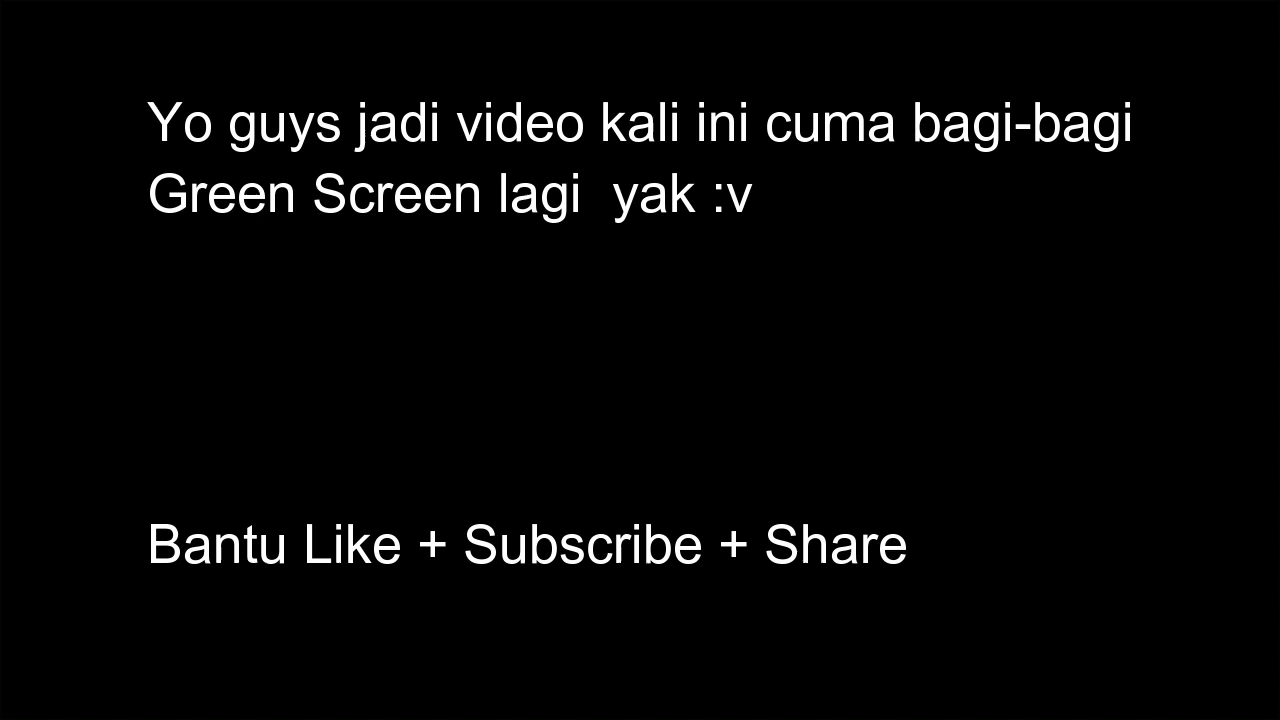 Yo guys jadi video kali ini cuma bagi-bagi
Green Screen lagi  yak :v
Bantu Like + Subscribe + Share